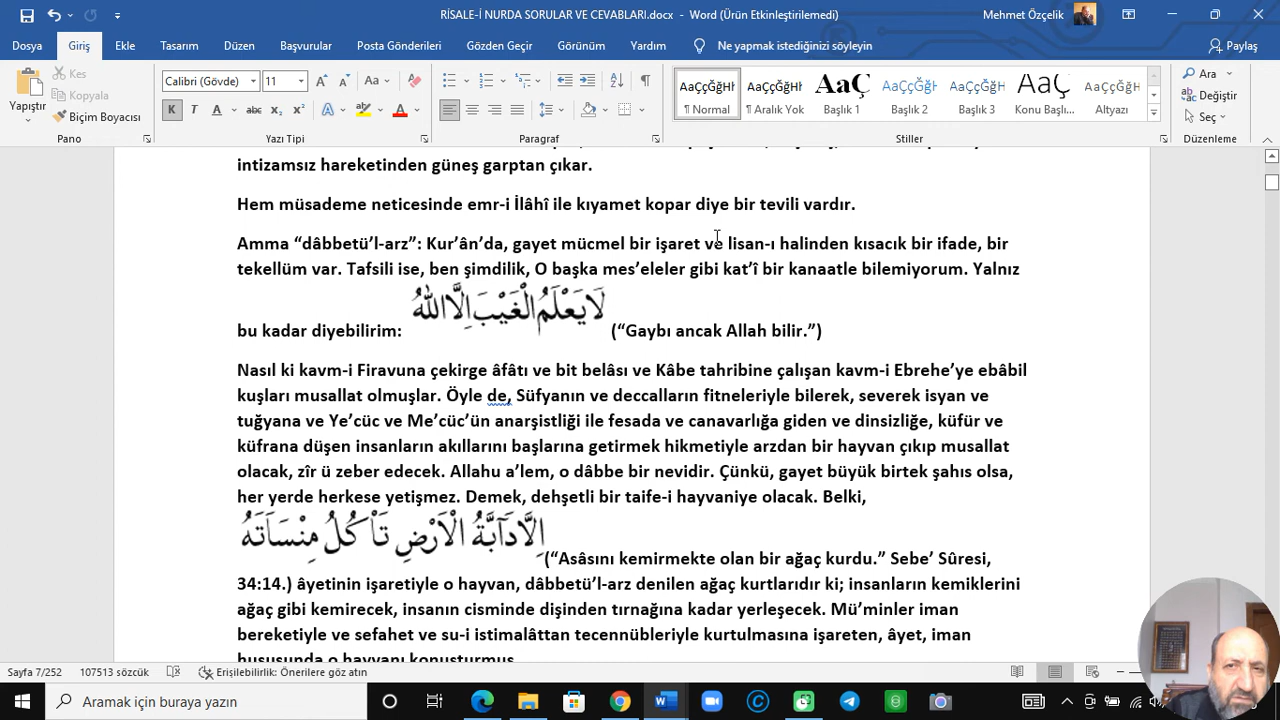 RİSALE-İ NURDA SORULAR VE CEVABLARI.docx - Word (Ürün Etkinleştirilemedi)
Mehmet Özçelik
Dosya Giriş Ekle Tasarım Düzen Başvurular Posta Gönderileri Gözden Geçir Görünüm Yardım Ne yapmak istediğinizi söyleyin Paylaş
Yapıştır
Kes
Kopyala
Biçim Boyacısı
Pano
Calibri (Gövde) 11
Yazı Tipi
Paragraf
AaÇçĞğHł AaÇçĞğHł AaÇ AaÇçĞğH AaÇçĞğH AaÇç AaÇçĞğHł
¶ Normal ¶ Aralık Yok Başlık 1 Başlık 2 Başlık 3 Konu Başlı... Altyazı
Stiller
Ara
Değiştir
Seç
Düzenleme
intizamsız hareketinden güneş garptan çıkar.
Hem müsademe neticesinde emr-i İlâhî ile kıyamet kopar diye bir tevili vardır.
Amma “dâbbetü’l-arz”: Kur’ân’da, gayet mücmel bir işaret ve lisan-ı halinden kısacık bir ifade, bir
tekellüm var. Tafsili ise, ben şimdilik, O başka mes’eleler gibi kat’î bir kanaatle bilemiyorum. Yalnız
bu kadar diyebilirim: لَا يَعْلَمُ الْغَيْبَ اِلَّا اللّٰهُ (“Gaybı ancak Allah bilir.”)
Nasıl ki kavm-i Firavuna çekirge âfâtı ve bit belâsı ve Kâbe tahribine çalışan kavm-i Ebrehe’ye ebâbil
kuşları musallat olmuşlar. Öyle de, Süfyanın ve deccalların fitneleriyle bilerek, severek isyan ve
tuğyana ve Ye’cüc ve Me’cüc’ün anarşistliği ile fesada ve canavarlığa giden ve dinsizliğe, küfür ve
küfrana düşen insanların akıllarını başlarına getirmek hikmetiyle arzdan bir hayvan çıkıp musallat
olacak, zîr ü zeber edecek. Allahu a’lem, o dâbbe bir nevidir. Çünkü, gayet büyük birtek şahıs olsa,
her yerde herkese yetişmez. Demek, dehşetli bir taife-i hayvaniye olacak. Belki,
اِلَّا دَآبَّةُ الْاَرْضِ تَاْكُلُ مِنْسَاَتَهُ (“Asâsını kemirmekte olan bir ağaç kurdu.” Sebe’ Sûresi,
34:14.) âyetinin işaretiyle o hayvan, dâbbetü’l-arz denilen ağaç kurtlarıdır ki; insanların kemiklerini
ağaç gibi kemirecek, insanın cisminde dişinden tırnağına kadar yerleşecek. Mü’minler iman
bereketiyle ve sefahet ve su-i istimalâttan tecennübleriyle kurtulmasına işareten, âyet, iman
hususunda o hayvanı konuşturmuş.
Sayfa 7/252 107513 sözcük Erişilebilirlik: Önerilere göz atın
Aramak için buraya yazın